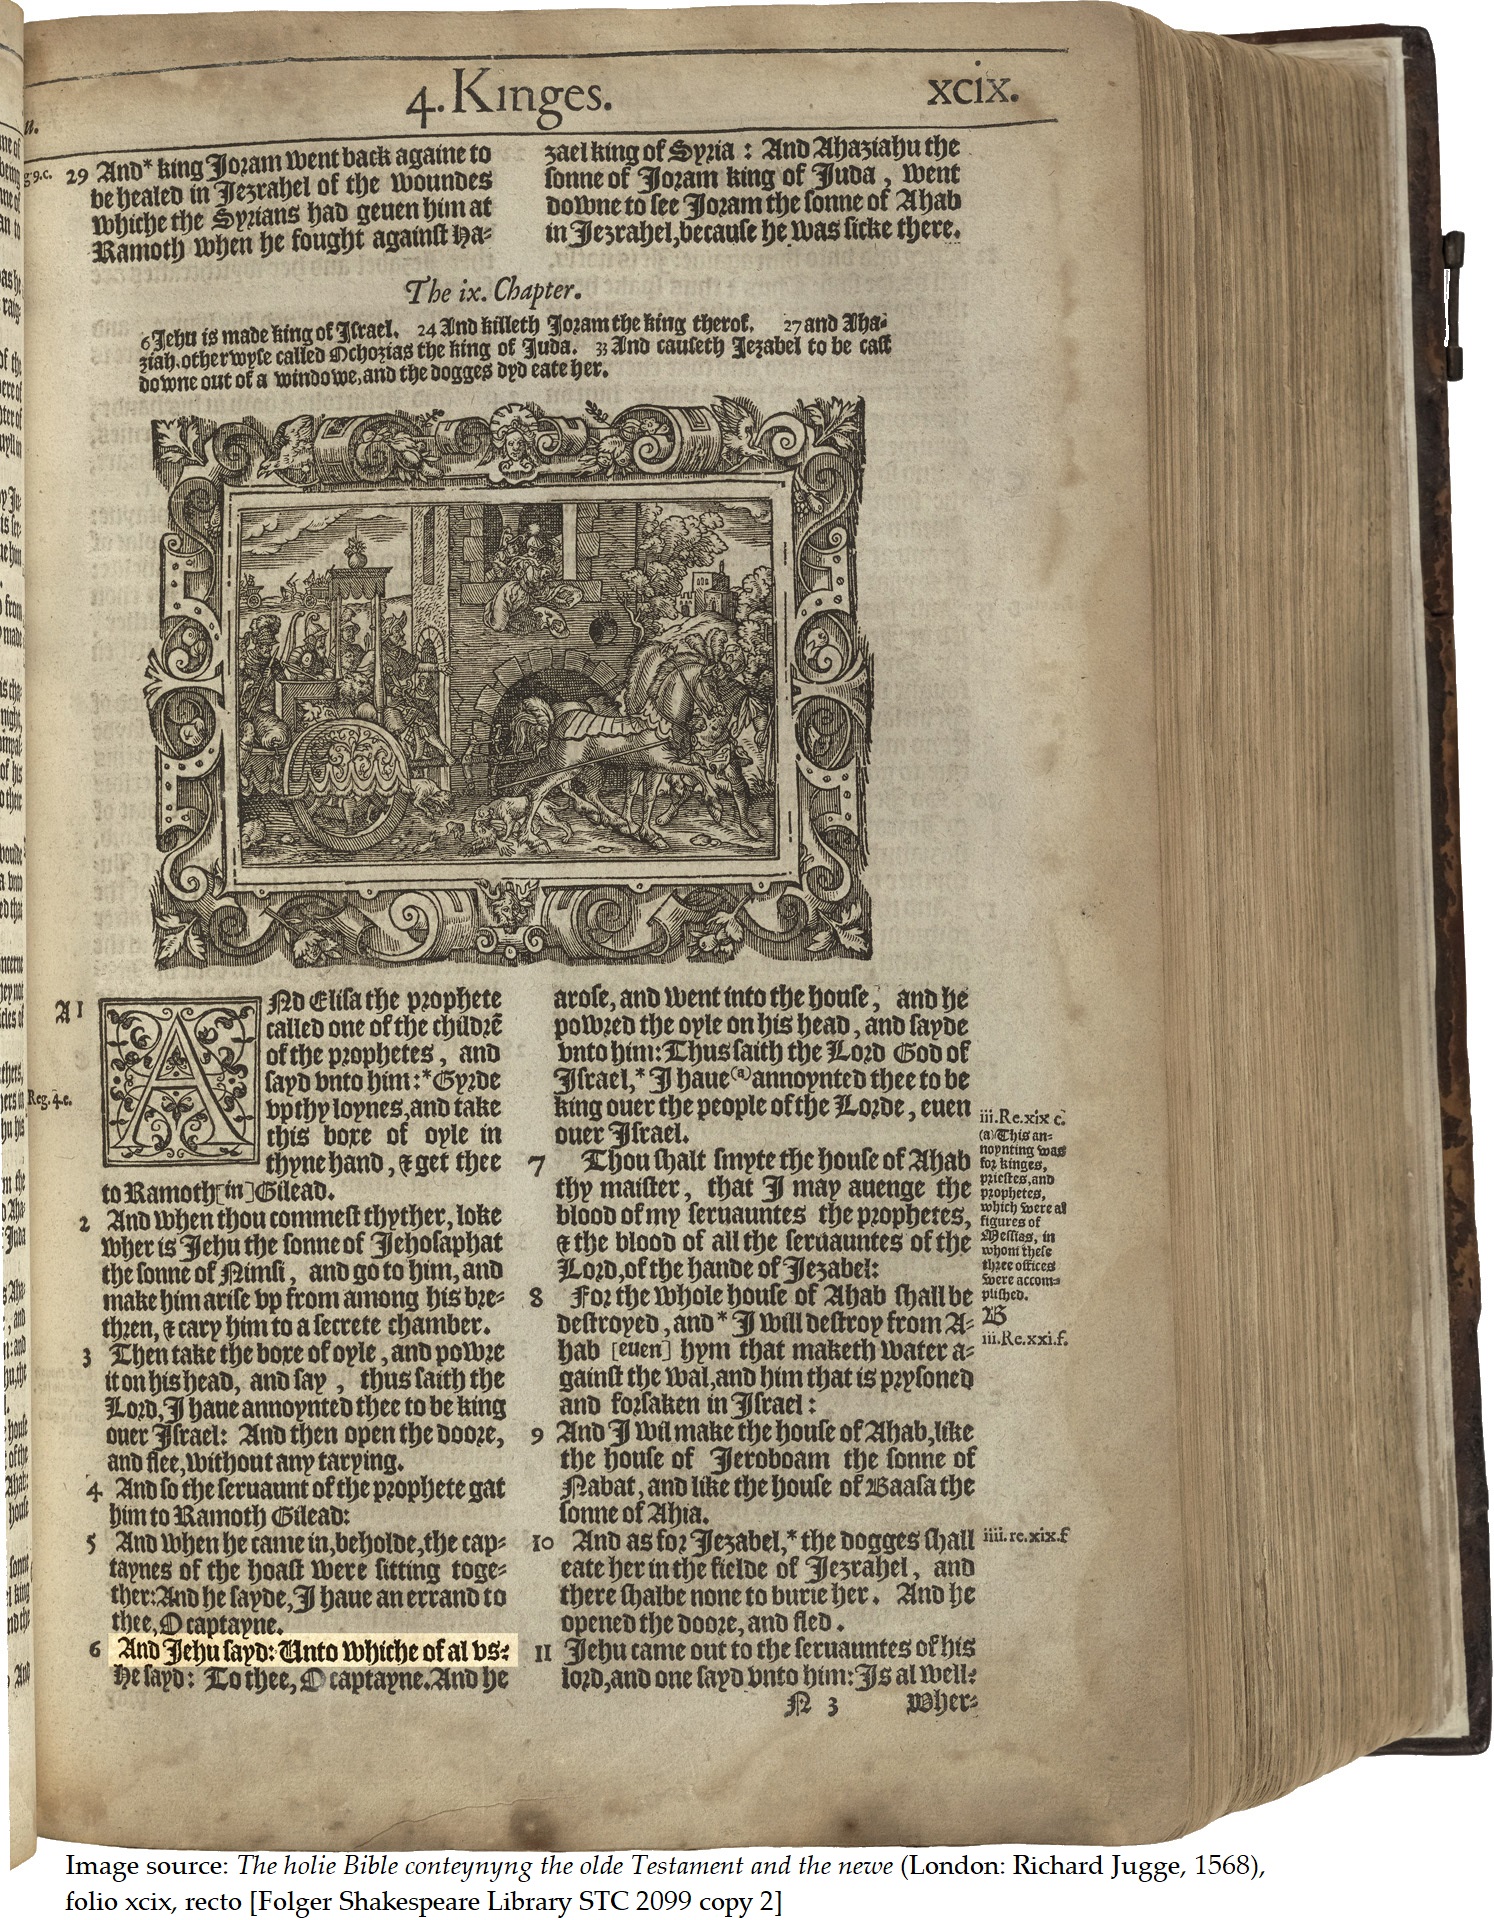 4. Kinges.
xcix.
29 And* king Joram went back againe to
be healed in Jezrahel of the woundes
whiche the Syrians had geuen him at
Ramoth when he fought against Ha-
zael king of Syria : And Ahaziahu the
sonne of Joram king of Juda, went
downe to see Joram the sonne of Ahab
in Jezrahel, because he was sicke there.
The ix. Chapter.
6 Jehu is made king of Israel. 24 And killeth Joram the king therof. 27 and Aha-
ziah, otherwyse called Ochozias the king of Juda. 33 And causeth Jezabel to be cast
downe out of a windowe, and the dogges dyd eate her.
A 1
ANd Elisa the prophete
called one of the childrẽ
of the prophetes, and
sayd vnto him:* Gyrde
vp thy loynes, and take
this boxe of oyle in
thyne hand, & get thee
to Ramoth [in] Gilead.
Reg. 4.e.
2 And when thou commest thyther, loke
wher is Jehu the sonne of Jehosaphat
the sonne of Nimsi, and go to him, and
make him arise vp from among his bre-
thren, & cary him to a secrete chamber.
3 Then take the boxe of oyle, and powre
it on his head, and say, thus saith the
Lord, I haue annoynted thee to be king
ouer Israel: And then open the doore,
and flee, without any tarying.
4 And so the seruaunt of the prophete gat
him to Ramoth Gilead:
5 And when he came in, beholde, the cap-
taynes of the hoast were sitting toge-
ther: And he sayde, I haue an errand to
thee, O captayne.
6 And Jehu sayd: Unto whiche of al vs:
He sayd: To thee, O captayne. And he
arose, and went into the house, and he
powred the oyle on his head, and sayde
vnto him: Thus saith the Lord God of
Israel,* I haue (a) annoynted thee to be
king ouer the people of the Lorde, euen
ouer Israel.
7 Thou shalt smyte the house of Ahab
thy maister, that I may auenge the
blood of my seruauntes the prophetes,
& the blood of all the seruauntes of the
Lord, of the hande of Jezabel:
8 For the whole house of Ahab shall be
destroyed, and* I will destroy from A-
hab [euen] hym that maketh water a-
gainst the wal, and him that is prysoned
and forsaken in Israel:
9 And I wil make the house of Ahab, like
the house of Jeroboam the sonne of
Nabat, and like the house of Baasa the
sonne of Ahia.
10 And as for Jezabel,* the dogges shall
eate her in the fielde of Jezrahel, and
there shalbe none to burie her. And he
opened the doore, and fled.
11 Jehu came out to the seruauntes of his
lord, and one sayd vnto him: Is al well:
N 3
Wher-
iii.Re.xix c.
(a) This an-
noynting was
for kinges,
priestes, and
prophetes,
which were al
figures of
Messias, in
whom these
three offices
were accom-
plished.
B
iii.Re.xxi.f.
iiii.re.xix.f
Image source: The holie Bible conteynyng the olde Testament and the newe (London: Richard Jugge, 1568),
folio xcix, recto [Folger Shakespeare Library STC 2099 copy 2]